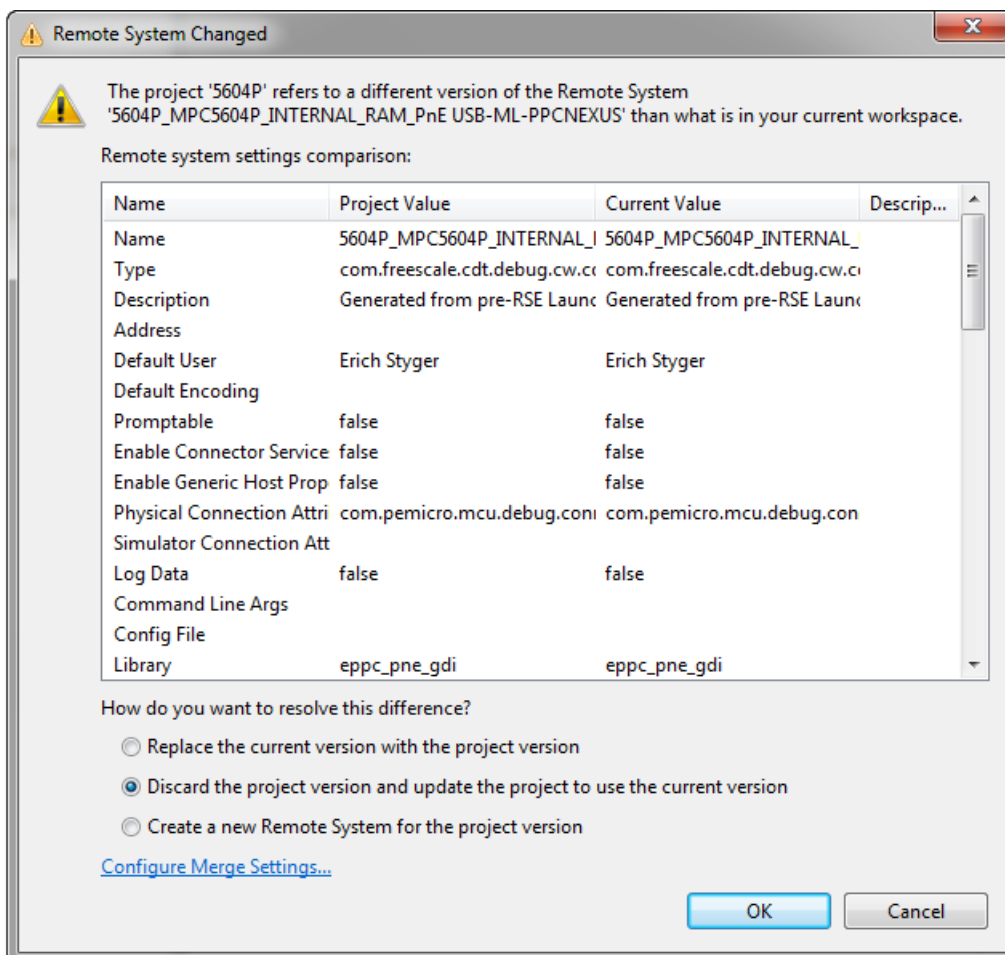 Remote System Changed
The project '5604P' refers to a different version of the Remote System
'5604P_MPC5604P_INTERNAL_RAM_PnE USB-ML-PPCNEXUS' than what is in your current workspace.
Remote system settings comparison:
Name Project Value Current Value Descrip...
Name 5604P_MPC5604P_INTERNAL_ 5604P_MPC5604P_INTERNAL_
Type com.freescale.cdt.debug.cw.co com.freescale.cdt.debug.cw.co
Description Generated from pre-RSE Launc Generated from pre-RSE Launc
Address
Default User Erich Styger Erich Styger
Default Encoding
Promptable false false
Enable Connector Service false false
Enable Generic Host Prop false false
Physical Connection Attri com.pemicro.mcu.debug.conn com.pemicro.mcu.debug.con
Simulator Connection Att
Log Data false false
Command Line Args
Config File
Library eppc_pne_gdi eppc_pne_gdi
How do you want to resolve this difference?
Replace the current version with the project version
Discard the project version and update the project to use the current version
Create a new Remote System for the project version
Configure Merge Settings...
OK Cancel